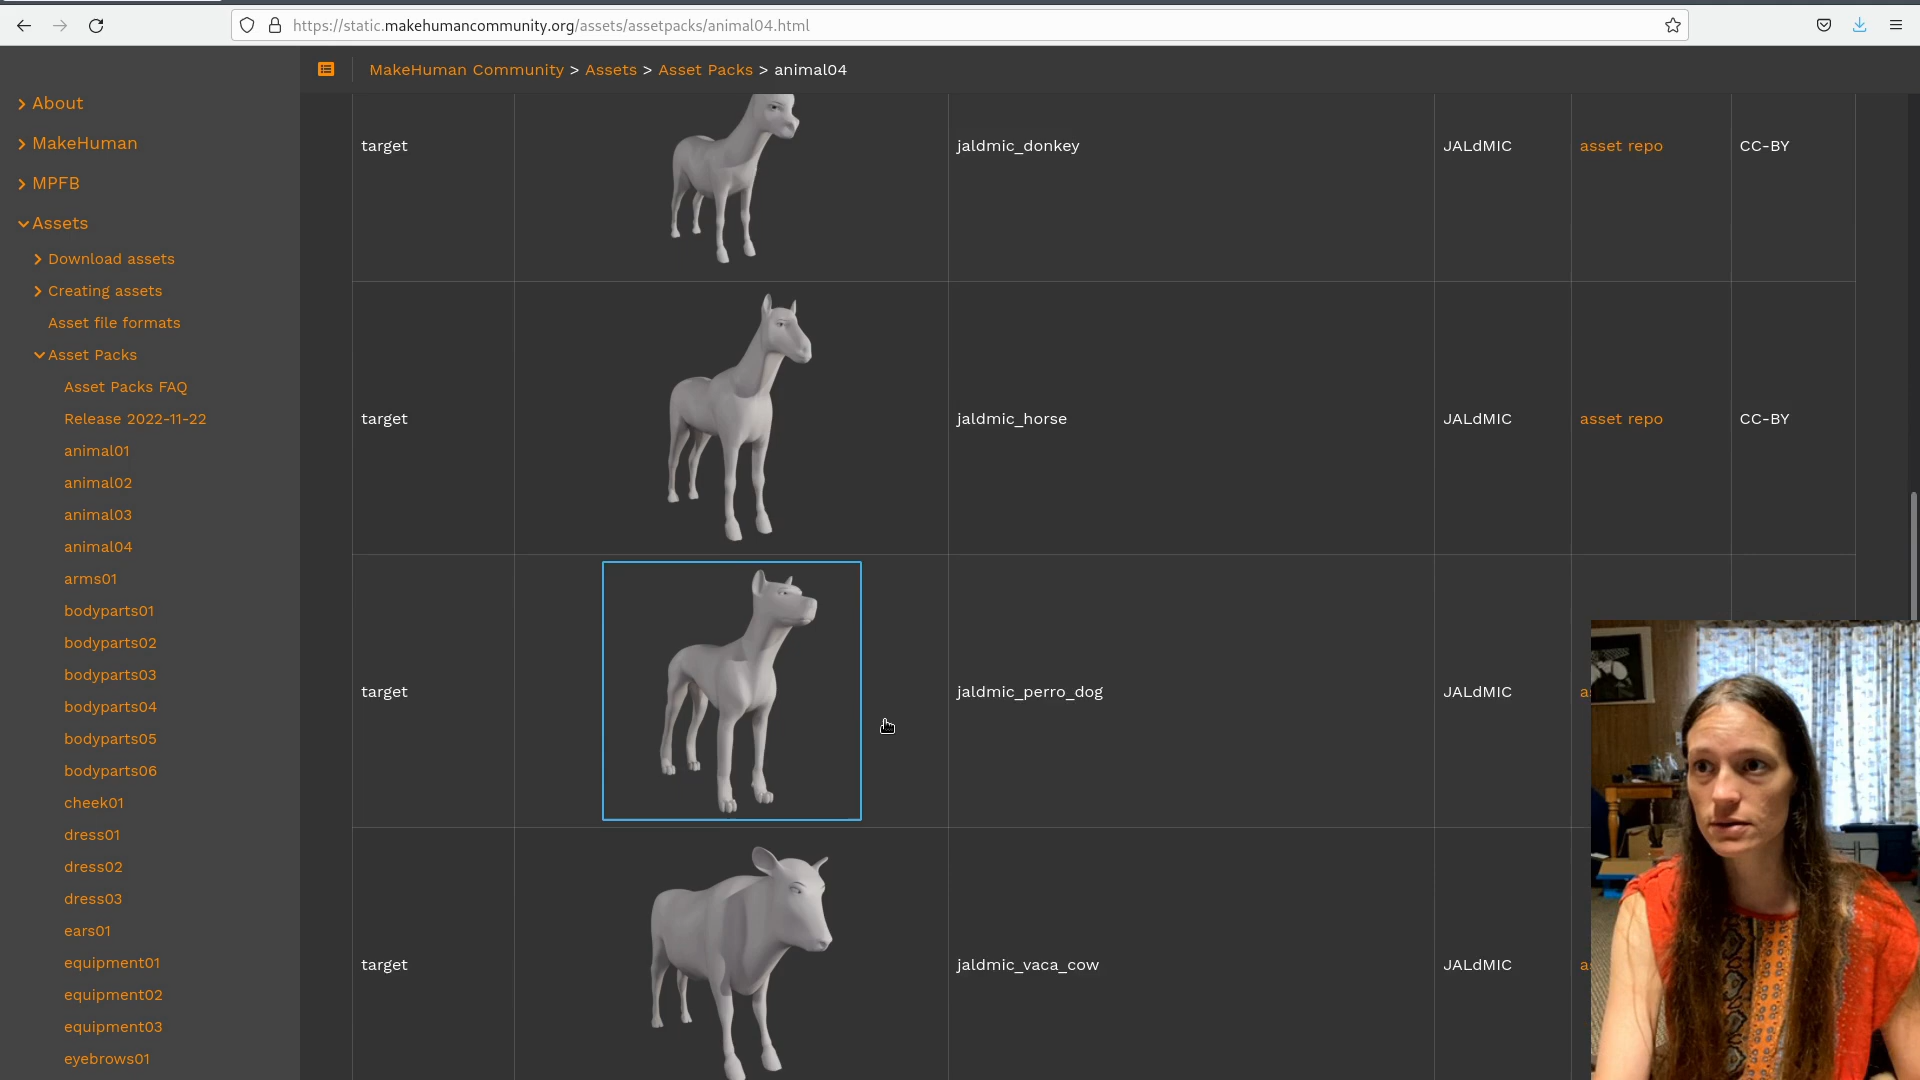 https://static.makehumancommunity.org/assets/assetpacks/animal04.html
MakeHuman Community > Assets > Asset Packs > animal04
About
MakeHuman
MPFB
Assets
Download assets
Creating assets
Asset file formats
Asset Packs
Asset Packs FAQ
Release 2022-11-22
animal01
animal02
animal03
animal04
arms01
bodyparts01
bodyparts02
bodyparts03
bodyparts04
bodyparts05
bodyparts06
cheek01
dress01
dress02
dress03
ears01
equipment01
equipment02
equipment03
eyebrows01
target jaldmic_donkey JALdMIC asset repo CC-BY
target jaldmic_horse JALdMIC asset repo CC-BY
target jaldmic_perro_dog JALdMIC
target jaldmic_vaca_cow JALdMIC